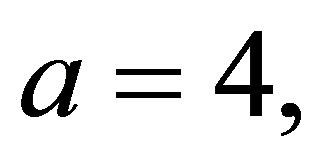 a = 4,